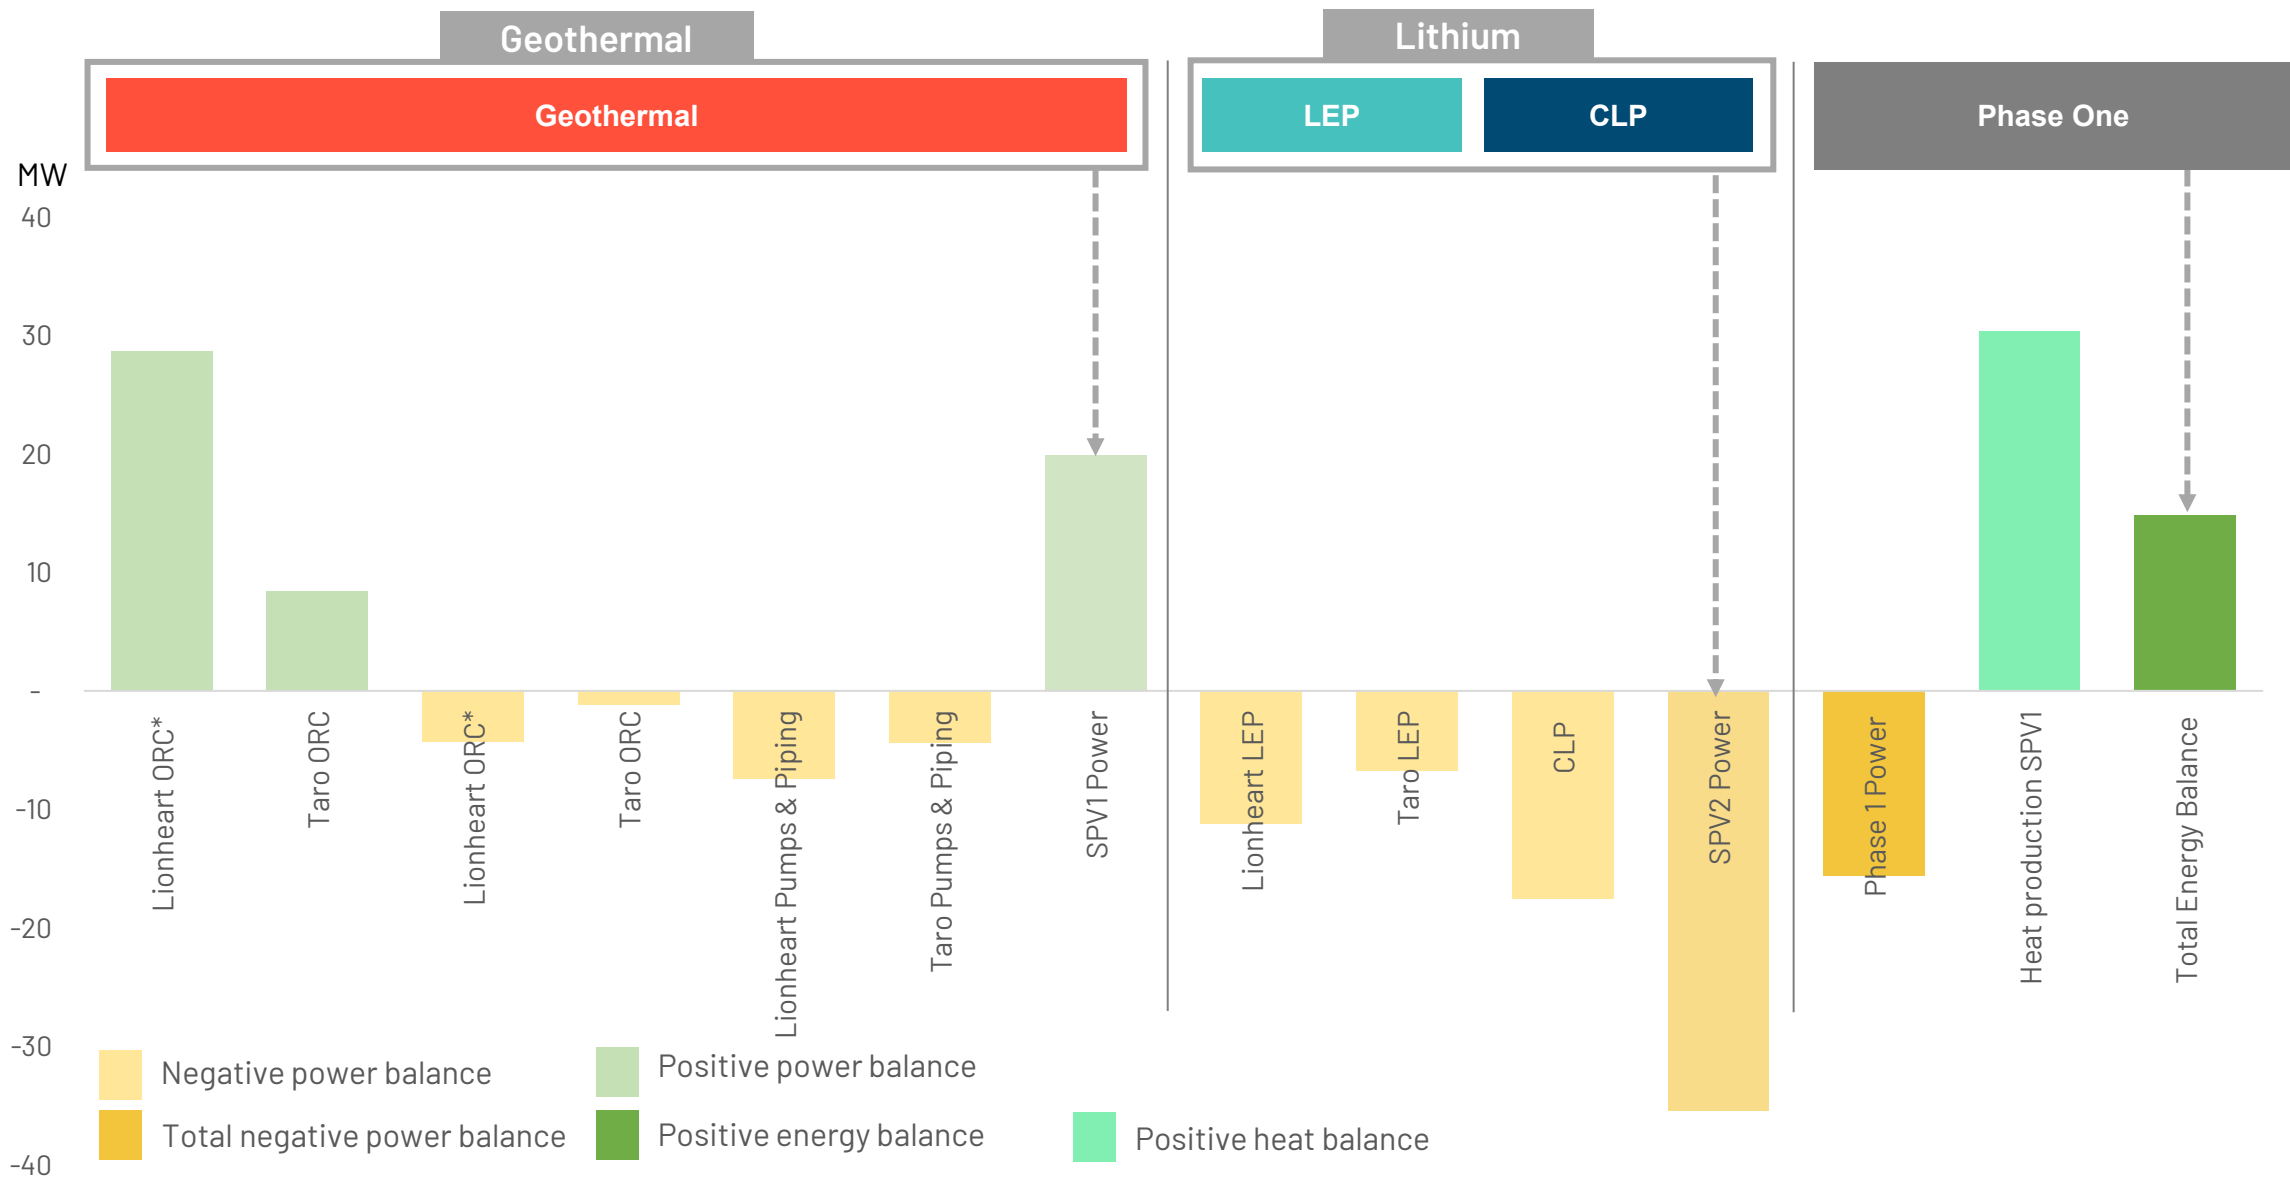 Geothermal
Lithium
Geothermal
LEP
CLP
Phase One
MW
40
30
20
10
-
-10
-20
-30
-40
Lionheart ORC*
Taro ORC
Lionheart ORC*
Taro ORC
Lionheart Pumps & Piping
Taro Pumps & Piping
SPV1 Power
Lionheart LEP
Taro LEP
CLP
SPV2 Power
Phase 1 Power
Heat production SPV1
Total Energy Balance
Negative power balance
Positive power balance
Total negative power balance
Positive energy balance
Positive heat balance